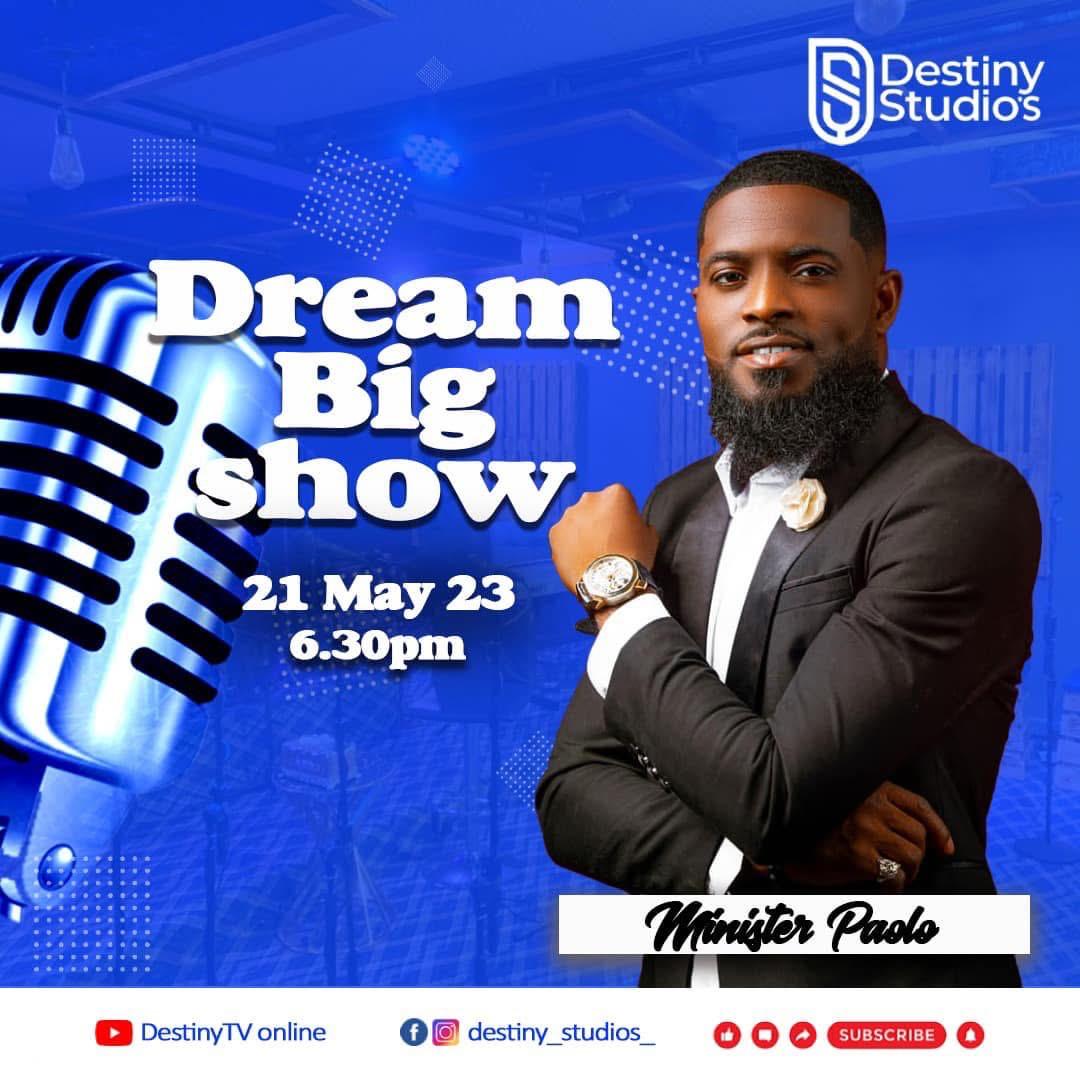 Destiny
Studio's
Dream
Big
show
21 May 23
6.30pm
Minister Paolo
DestinyTV online
destiny_studios_
SUBSCRIBE